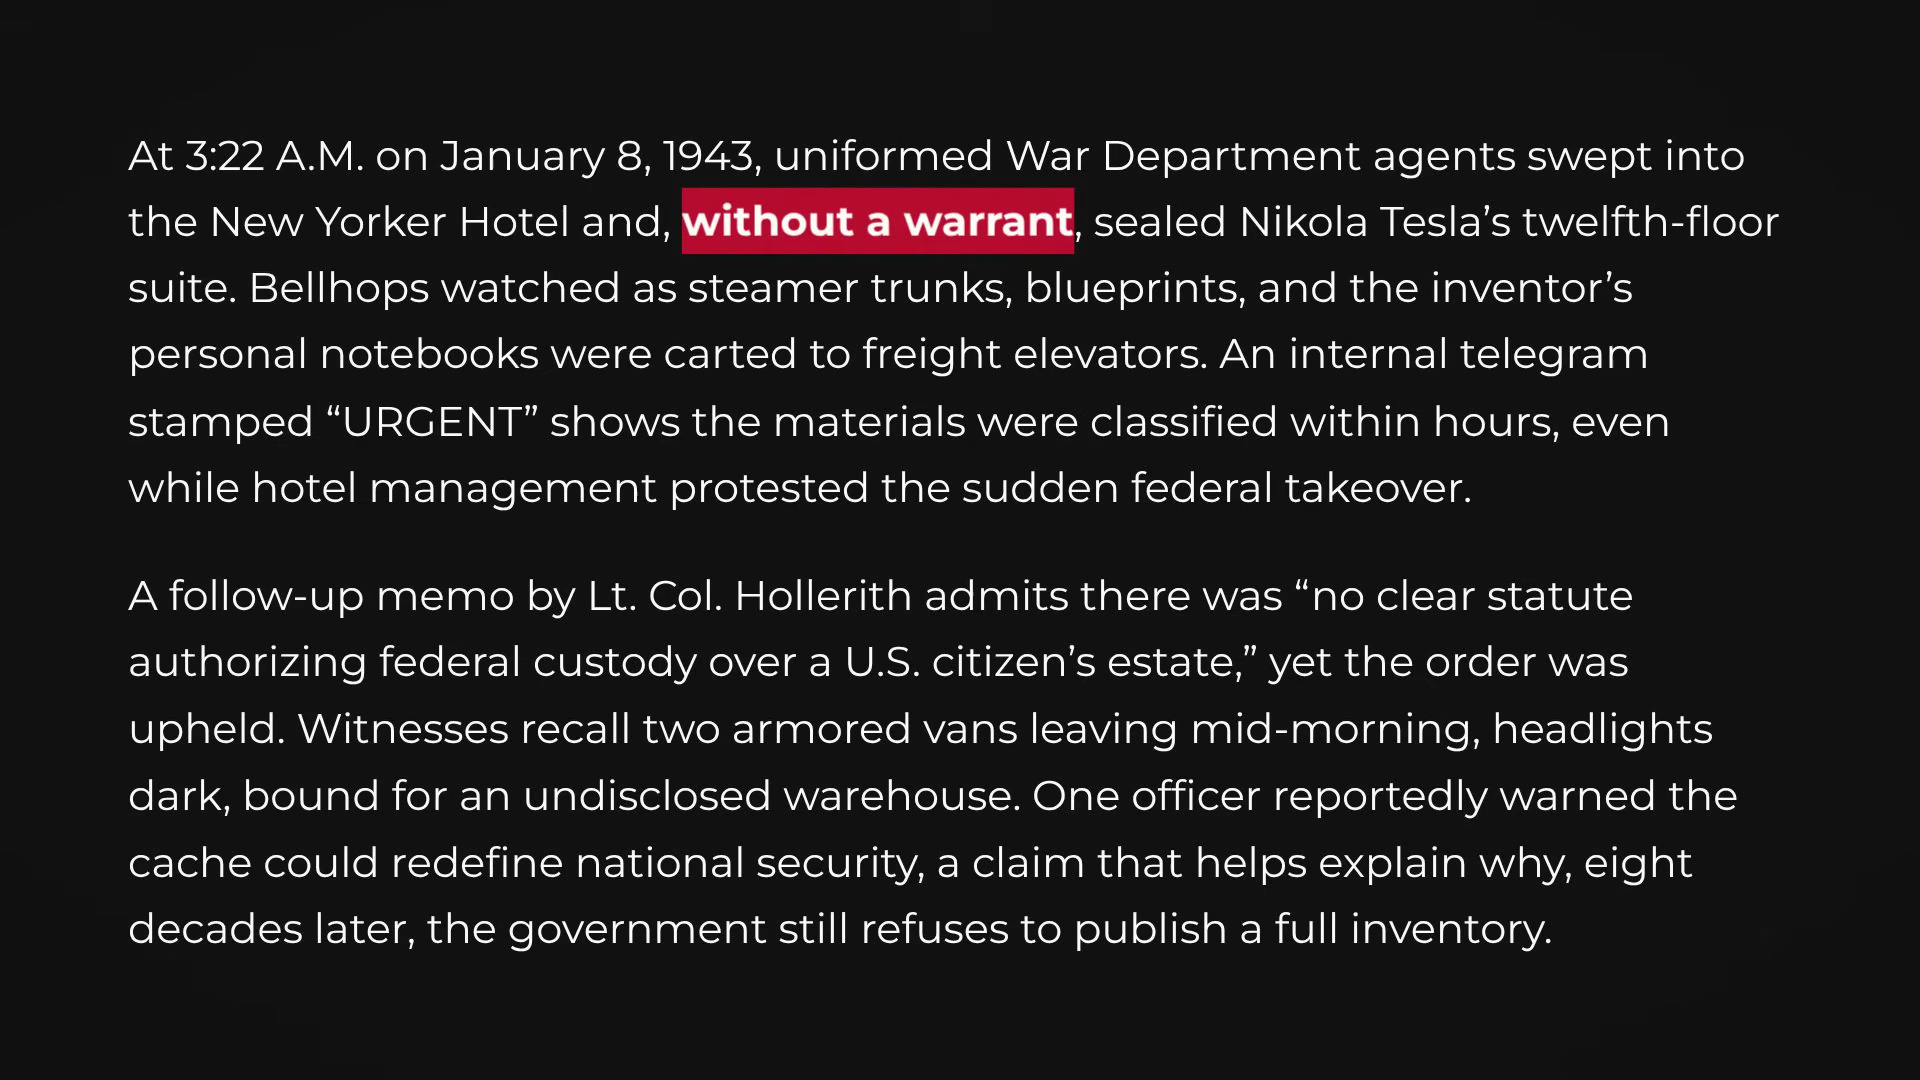 At 3:22 A.M. on January 8, 1943, uniformed War Department agents swept into
the New Yorker Hotel and, without a warrant, sealed Nikola Tesla’s twelfth-floor
suite. Bellhops watched as steamer trunks, blueprints, and the inventor’s
personal notebooks were carted to freight elevators. An internal telegram
stamped “URGENT” shows the materials were classified within hours, even
while hotel management protested the sudden federal takeover.
A follow-up memo by Lt. Col. Hollerith admits there was “no clear statute
authorizing federal custody over a U.S. citizen’s estate,” yet the order was
upheld. Witnesses recall two armored vans leaving mid-morning, headlights
dark, bound for an undisclosed warehouse. One officer reportedly warned the
cache could redefine national security, a claim that helps explain why, eight
decades later, the government still refuses to publish a full inventory.